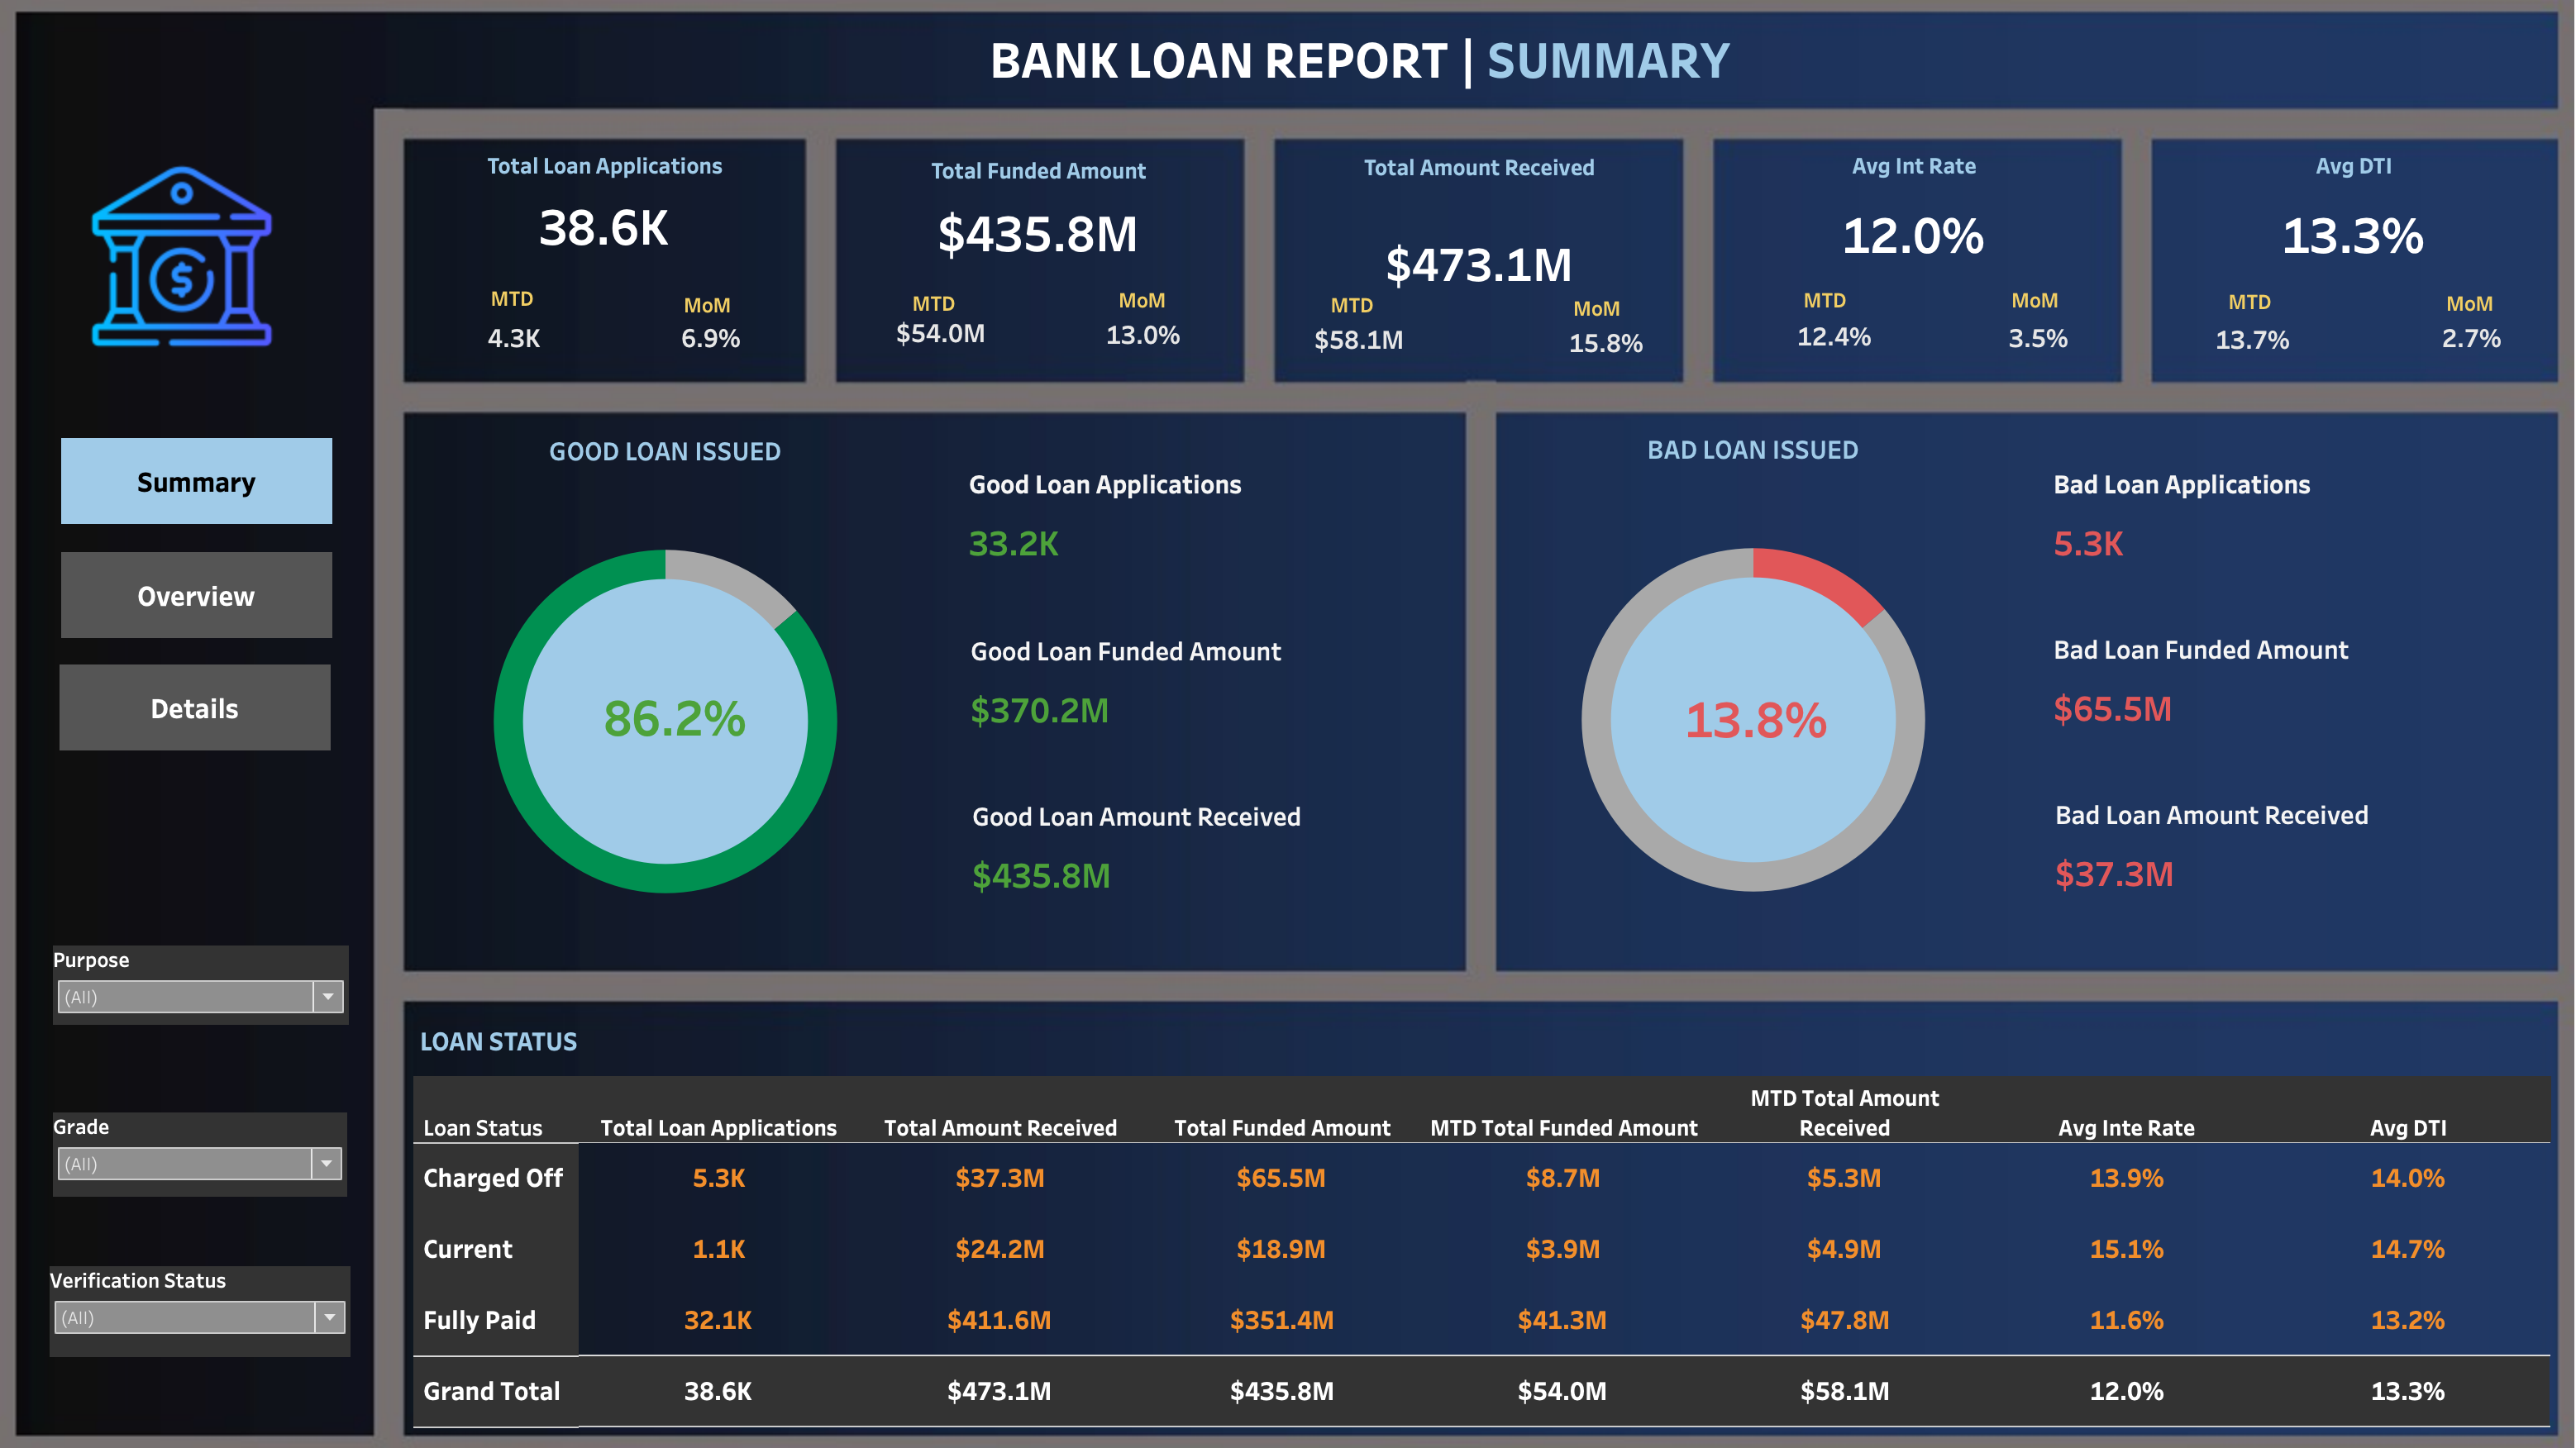 BANK LOAN REPORT | SUMMARY
$
Summary
Overview
Details
Purpose
(All)
Grade
(All)
Verification Status
(All)
Total Loan Applications
38.6K
MTD MoM
4.3K 6.9%
Total Funded Amount
$435.8M
MTD MoM
$54.0M 13.0%
Total Amount Received
$473.1M
MTD MoM
$58.1M 15.8%
Avg Int Rate
12.0%
MTD MoM
12.4% 3.5%
Avg DTI
13.3%
MTD MoM
13.7% 2.7%
GOOD LOAN ISSUED
86.2%
Good Loan Applications
33.2K
Good Loan Funded Amount
$370.2M
Good Loan Amount Received
$435.8M
BAD LOAN ISSUED
13.8%
Bad Loan Applications
5.3K
Bad Loan Funded Amount
$65.5M
Bad Loan Amount Received
$37.3M
LOAN STATUS
MTD Total Amount
Loan Status Total Loan Applications Total Amount Received Total Funded Amount MTD Total Funded Amount Received Avg Inte Rate Avg DTI
Charged Off 5.3K $37.3M $65.5M $8.7M $5.3M 13.9% 14.0%
Current 1.1K $24.2M $18.9M $3.9M $4.9M 15.1% 14.7%
Fully Paid 32.1K $411.6M $351.4M $41.3M $47.8M 11.6% 13.2%
Grand Total 38.6K $473.1M $435.8M $54.0M $58.1M 12.0% 13.3%